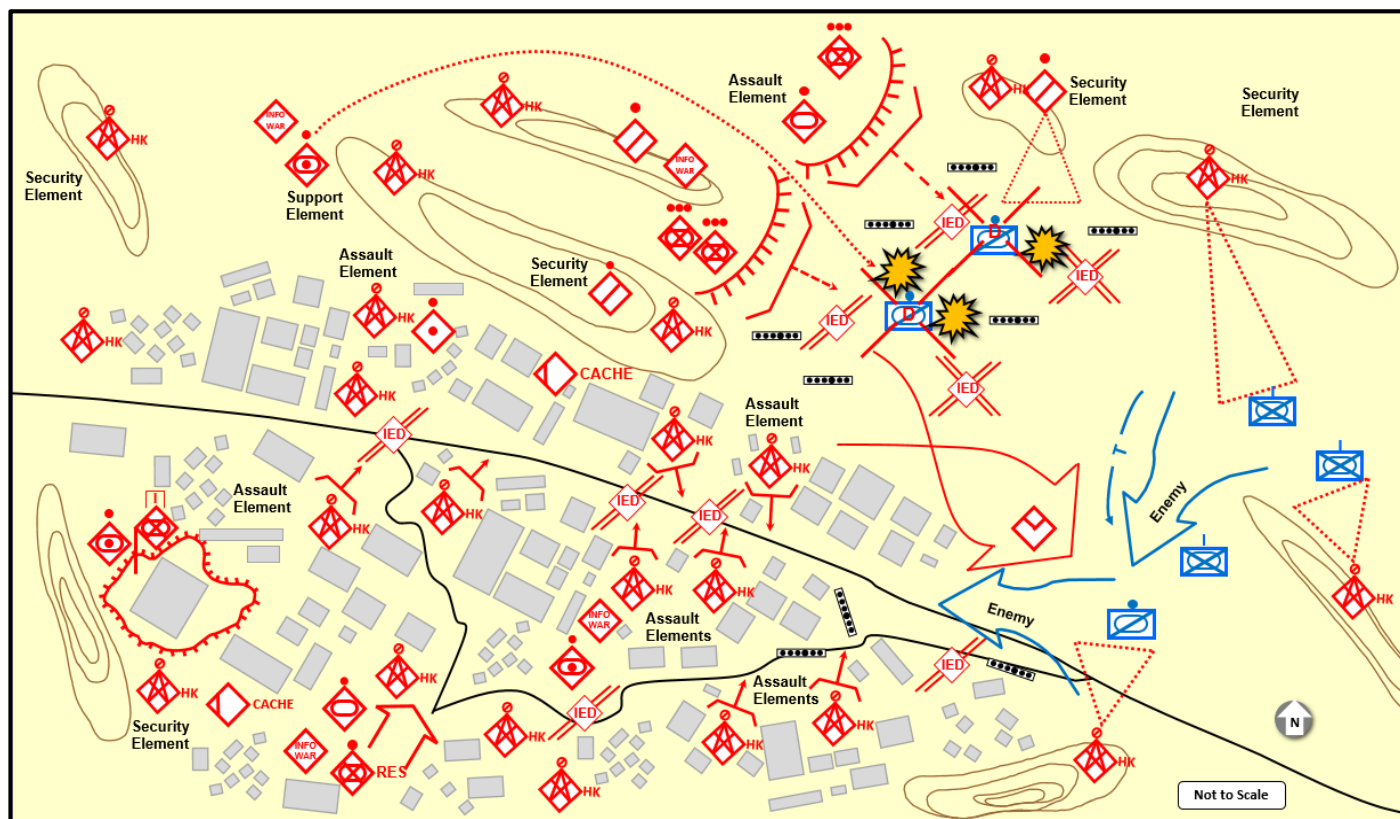 Assault
Element
HK
Security
Element
Security
Element
HK
INFO
WAR
HK
HK
Security
Element
Support
Element
HK
INFO
WAR
HK
IED
D
IED
Assault
Element
Security
Element
HK
HK
HK
IED
D
CACHE
HK
IED
IED
HK
Assault
Element
HK
T
Enemy
Assault
Element
HK
HK
IED
IED
HK
HK
INFO
WAR
Assault
Elements
Enemy
HK
HK
Security
Element
CACHE
IED
Assault
Elements
IED
HK
HK
HK
INFO
WAR
RES
HK
HK
N
Not to Scale